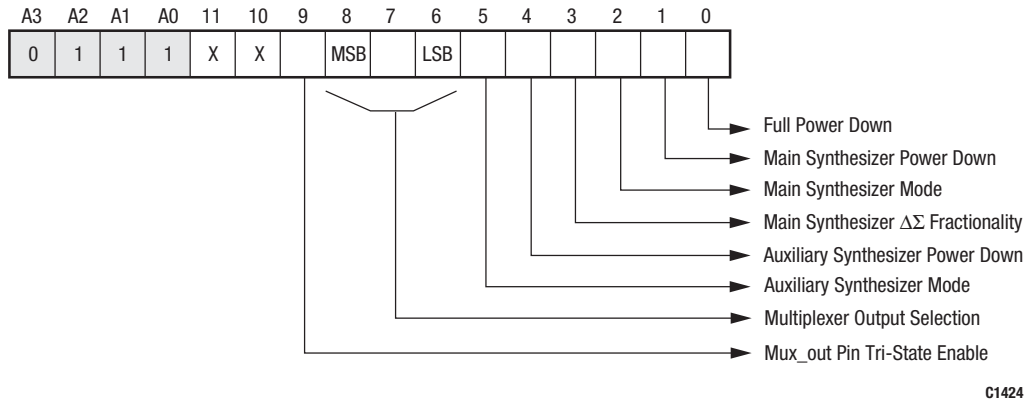 A3 A2 A1 A0 11 10 9 8 7 6 5 4 3 2 1 0
0 1 1 1 X X MSB LSB
Full Power Down
Main Synthesizer Power Down
Main Synthesizer Mode
Main Synthesizer ΔΣ Fractionality
Auxiliary Synthesizer Power Down
Auxiliary Synthesizer Mode
Multiplexer Output Selection
Mux_out Pin Tri-State Enable
C1424